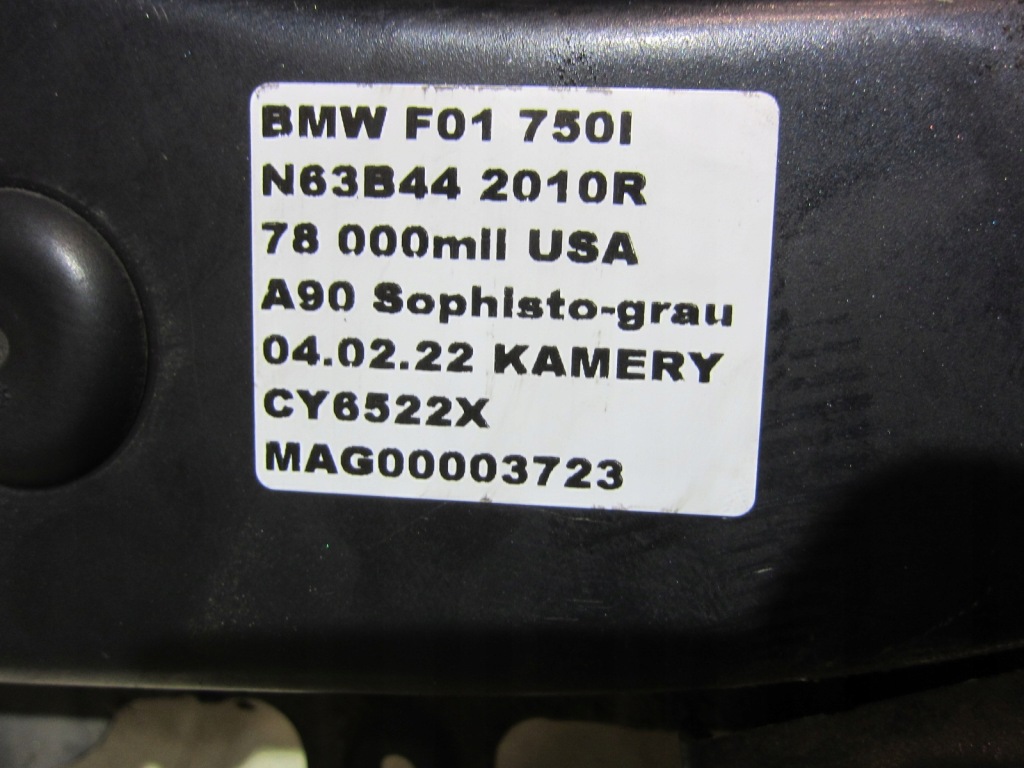 BMW F01 750I
N63B44 2010R
78 000mil USA
A90 Sophisto-grau
04.02.22 KAMERY
CY6522X
MAG00003723